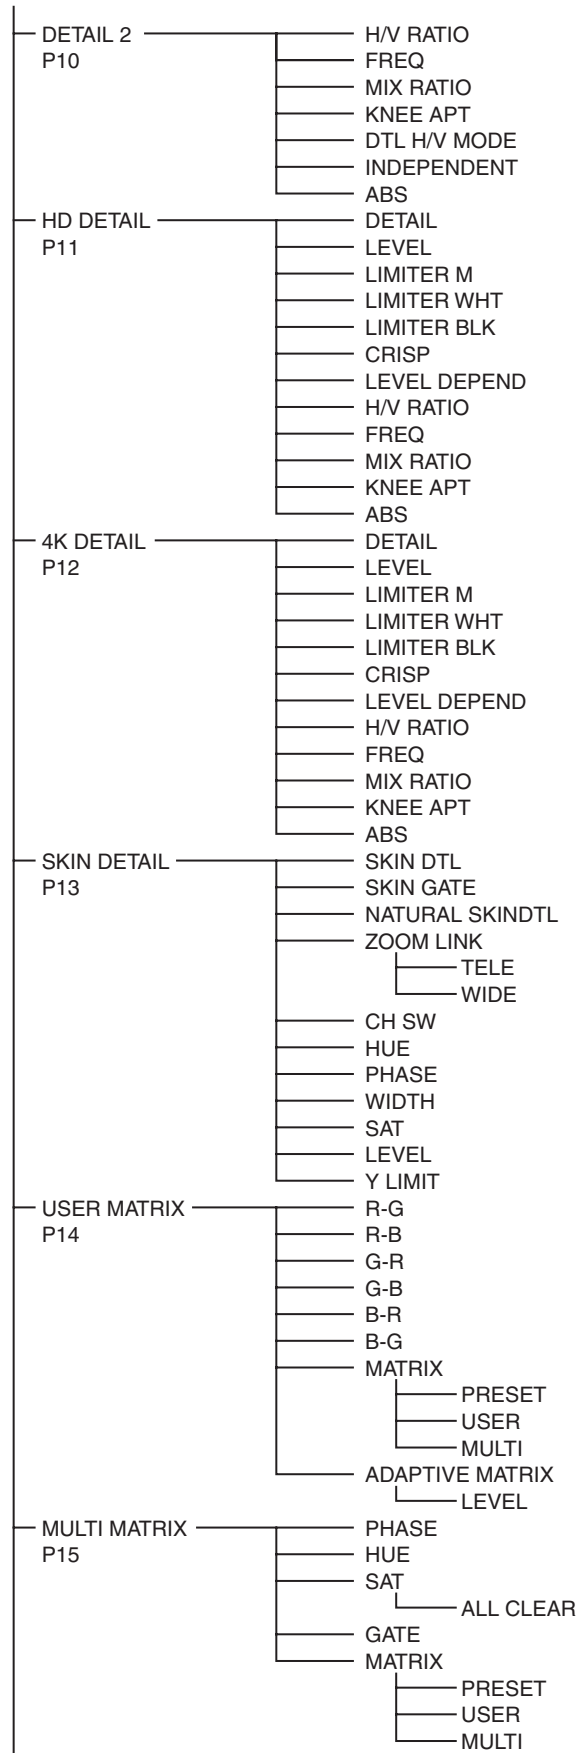 DETAIL 2
P10
H/V RATIO
FREQ
MIX RATIO
KNEE APT
DTL H/V MODE
INDEPENDENT
ABS
HD DETAIL
P11
DETAIL
LEVEL
LIMITER M
LIMITER WHT
LIMITER BLK
CRISP
LEVEL DEPEND
H/V RATIO
FREQ
MIX RATIO
KNEE APT
ABS
4K DETAIL
P12
DETAIL
LEVEL
LIMITER M
LIMITER WHT
LIMITER BLK
CRISP
LEVEL DEPEND
H/V RATIO
FREQ
MIX RATIO
KNEE APT
ABS
SKIN DETAIL
P13
SKIN DTL
SKIN GATE
NATURAL SKINDTL
ZOOM LINK
TELE
WIDE
CH SW
HUE
PHASE
WIDTH
SAT
LEVEL
Y LIMIT
USER MATRIX
P14
R-G
R-B
G-R
G-B
B-R
B-G
MATRIX
PRESET
USER
MULTI
ADAPTIVE MATRIX
LEVEL
MULTI MATRIX
P15
PHASE
HUE
SAT
ALL CLEAR
GATE
MATRIX
PRESET
USER
MULTI